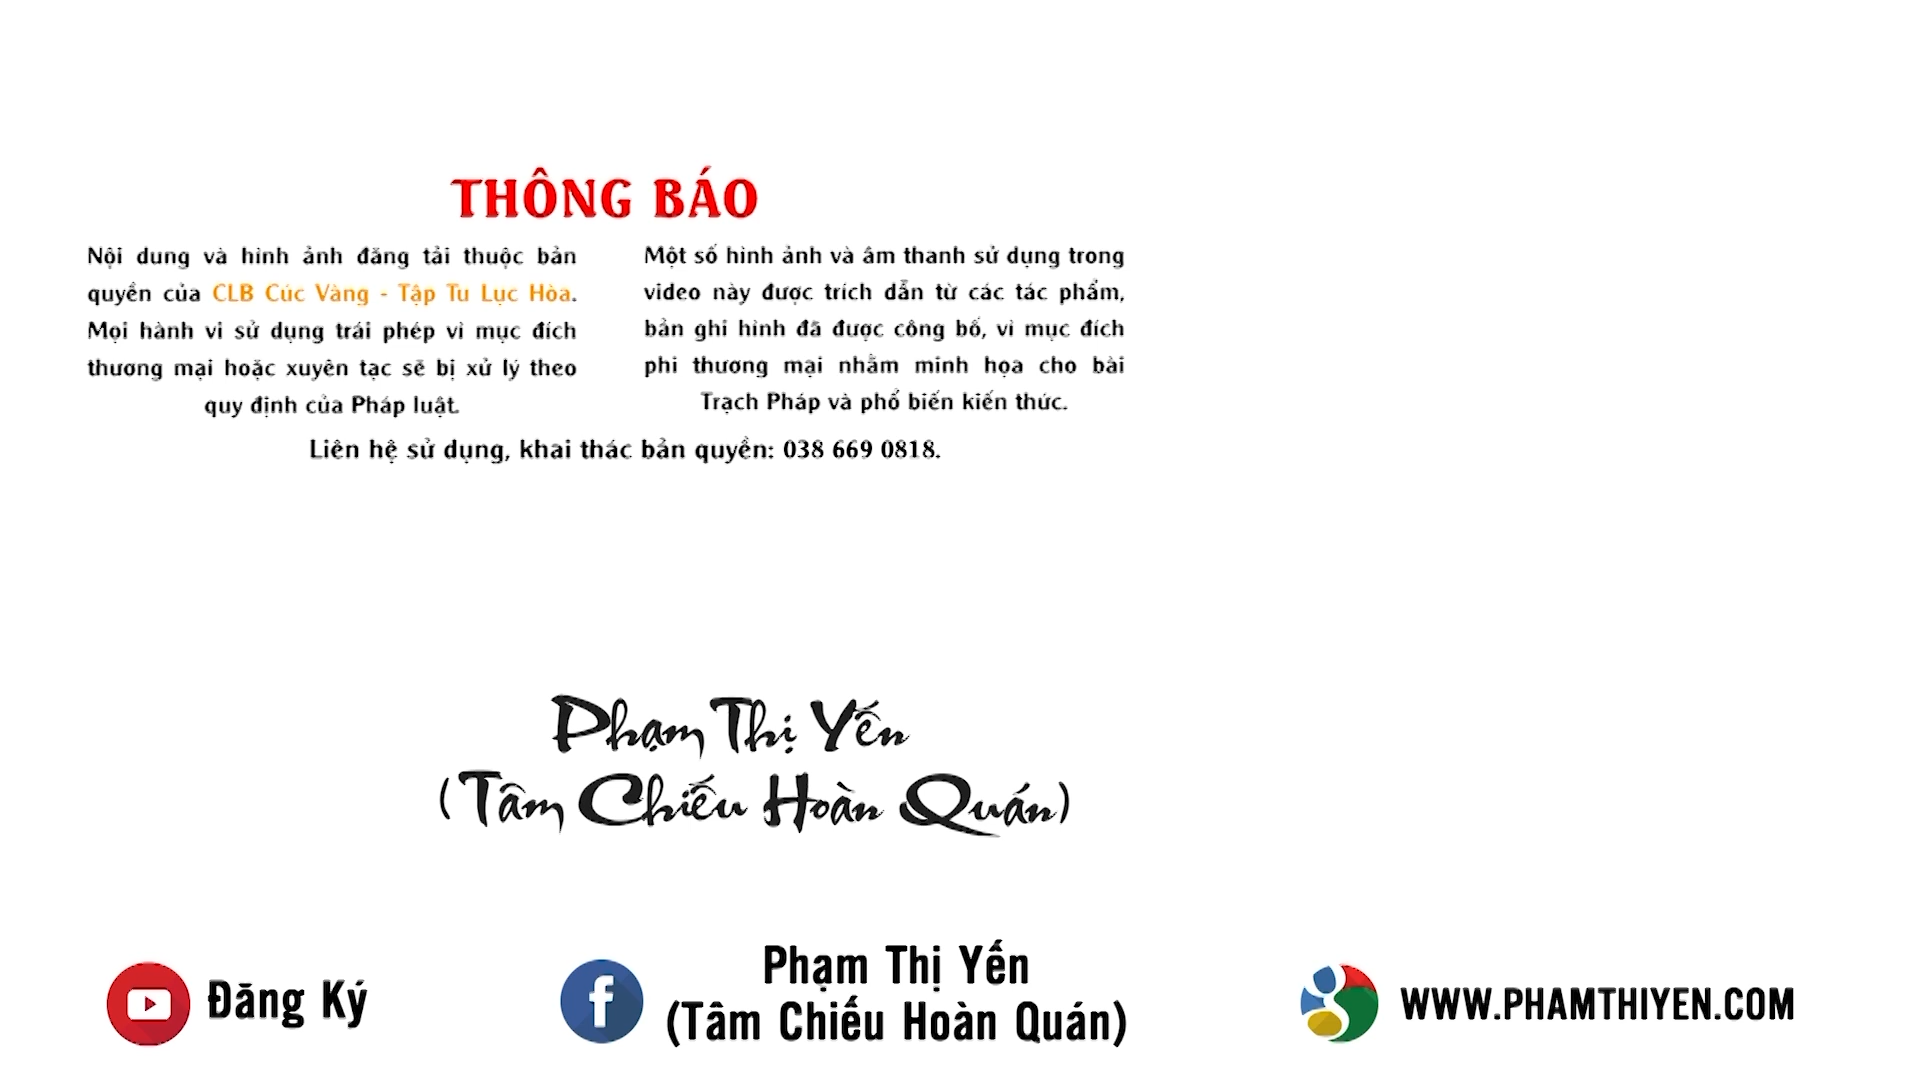 THÔNG BÁO
Nội dung và hình ảnh đăng tải thuộc bản
quyền của CLB Cúc Vàng - Tập Tu Lục Hòa.
Mọi hành vi sử dụng trái phép vì mục đích
thương mại hoặc xuyên tạc sẽ bị xử lý theo
quy định của Pháp luật.
Một số hình ảnh và âm thanh sử dụng trong
video này được trích dẫn từ các tác phẩm,
bản ghi hình đã được công bố, vì mục đích
phi thương mại nhằm minh họa cho bài
Trạch Pháp và phổ biến kiến thức.
Liên hệ sử dụng, khai thác bản quyền: 038 669 0818.
Phạm Thị Yến
(Tâm Chiếu Hoàn Quán)
Đăng Ký
Phạm Thị Yến
(Tâm Chiếu Hoàn Quán)
WWW.PHAMTHIYEN.COM